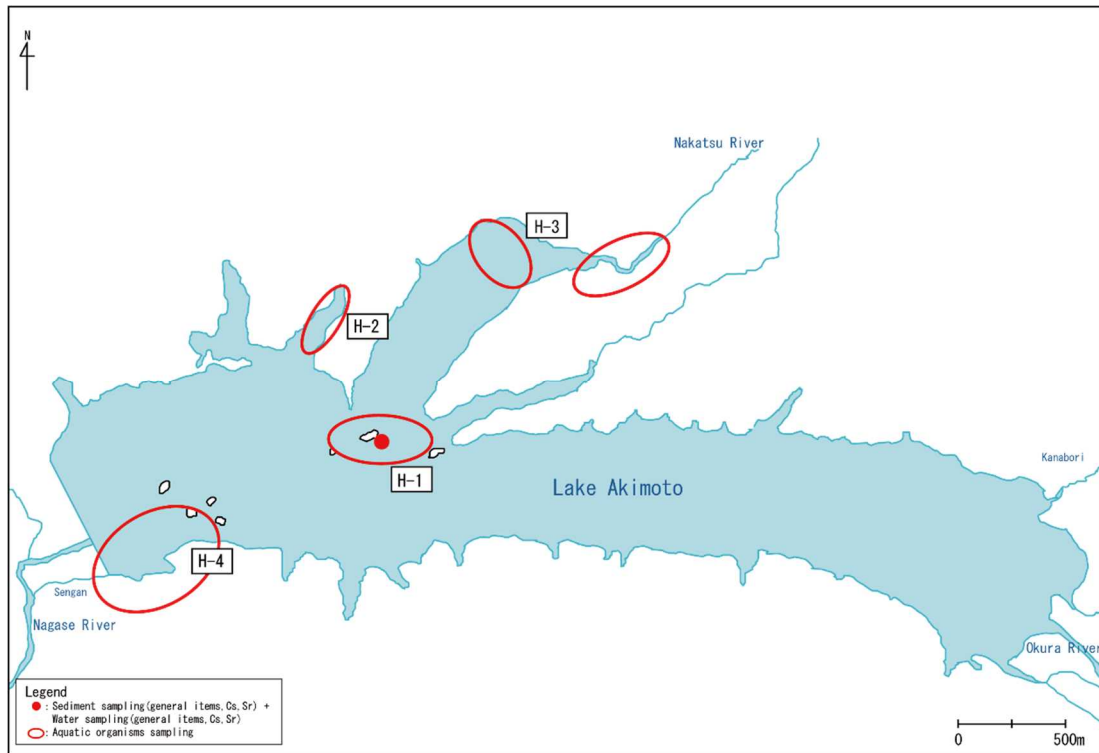 N
Nakatsu River
H-3
H-2
H-1
Lake Akimoto
Kanabori
H-4
Sengan
Nagase River
Okura River
Legend
: Sediment sampling(general items,Cs,Sr) +
Water sampling(general items,Cs,Sr)
: Aquatic organisms sampling
0 500m